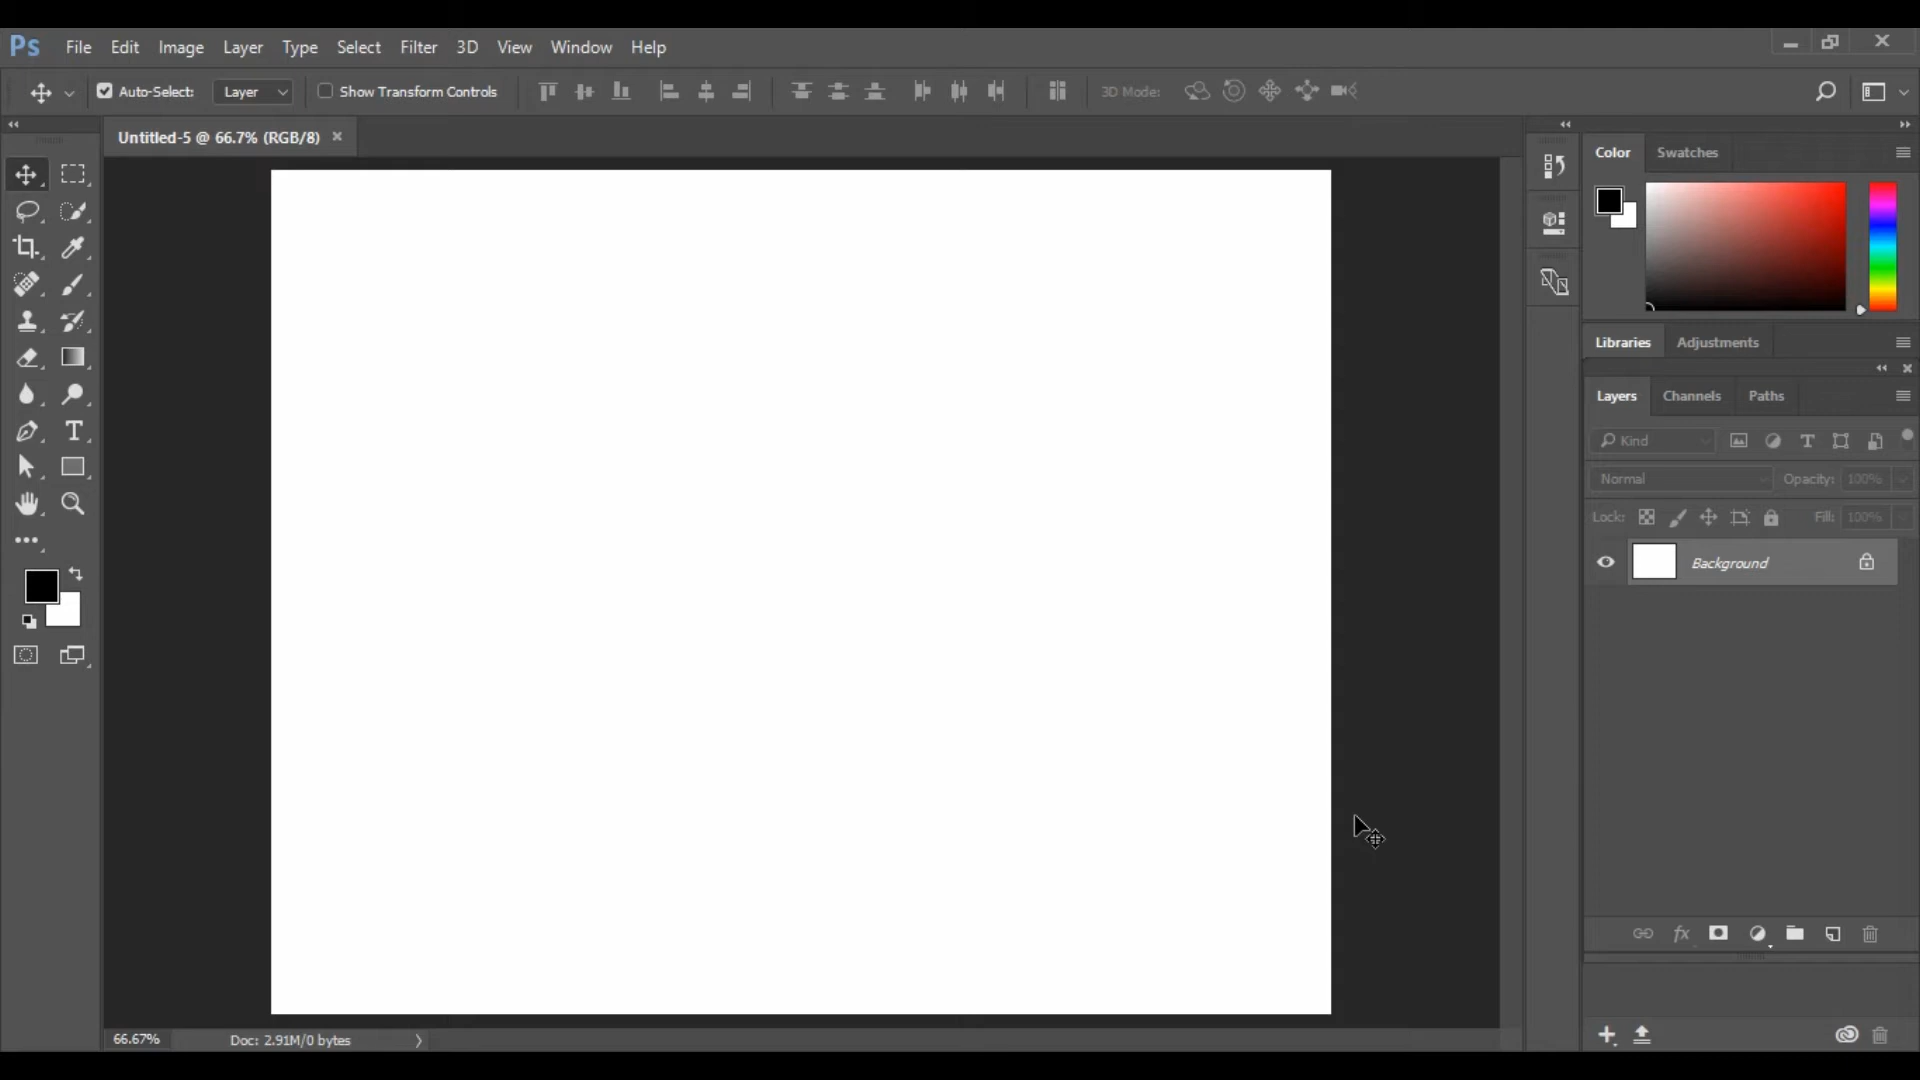 Ps File Edit Image Layer Type Select Filter 3D View Window Help
Auto-Select: Layer Show Transform Controls 3D Mode:
Untitled-5 @ 66.7% (RGB/8) ×
Color Swatches
Libraries Adjustments
Layers Channels Paths
Kind
Normal Opacity: 100%
Lock: Fill: 100%
Background
fx
66.67% Doc: 2.91M/0 bytes